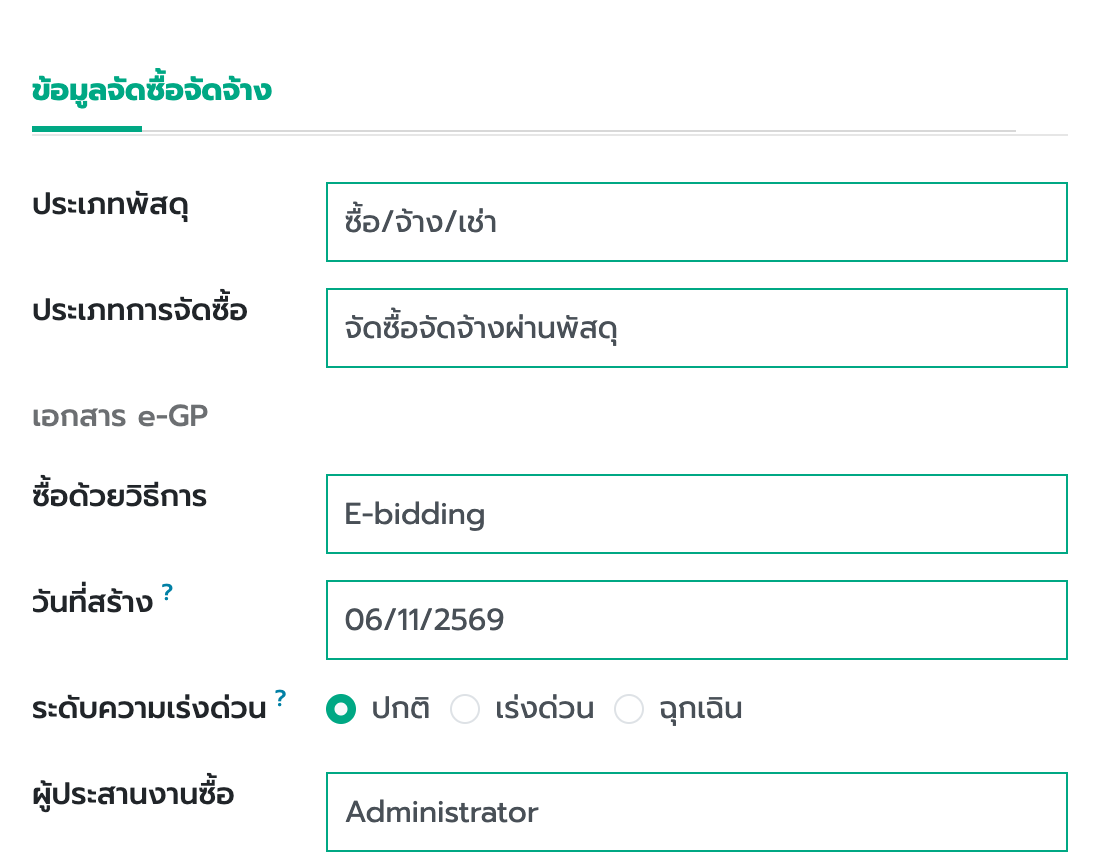 ข้อมูลจัดซื้อจัดจ้าง
ประเภทพัสดุ ซื้อ/จ้าง/เช่า
ประเภทการจัดซื้อ จัดซื้อจัดจ้างผ่านพัสดุ
เอกสาร e-GP
ซื้อด้วยวิธีการ E-bidding
วันที่สร้าง ? 06/11/2569
ระดับความเร่งด่วน ? ปกติ เร่งด่วน ฉุกเฉิน
ผู้ประสานงานซื้อ Administrator